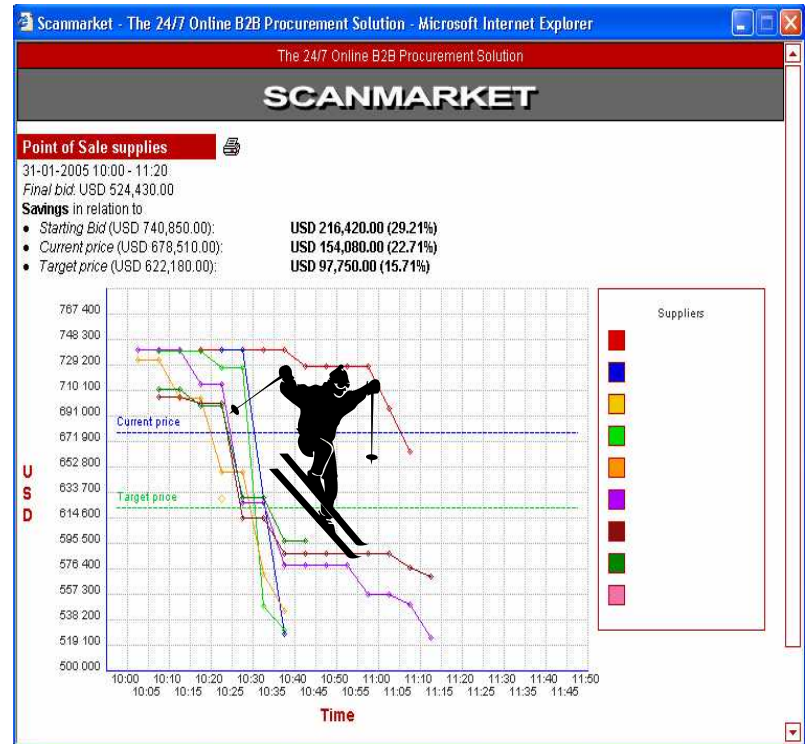 Scanmarket - The 24/7 Online B2B Procurement Solution - Microsoft Internet Explorer
The 24/7 Online B2B Procurement Solution
SCANMARKET
Point of Sale supplies
31-01-2005 10:00 - 11:20
Final bid: USD 524,430.00
Savings in relation to
• Starting Bid (USD 740,850.00): USD 216,420.00 (29.21%)
• Current price (USD 678,510.00): USD 154,080.00 (22.71%)
• Target price (USD 622,180.00): USD 97,750.00 (15.71%)
767 400
748 300
729 200
710 100
691 000
671 900
652 800
633 700
614 600
595 500
576 400
557 300
538 200
519 100
500 000
USD
Current price
Target price
Suppliers
10:00 10:10 10:20 10:30 10:40 10:50 11:00 11:10 11:20 11:30 11:40 11:50
10:05 10:15 10:25 10:35 10:45 10:55 11:05 11:15 11:25 11:35 11:45
Time